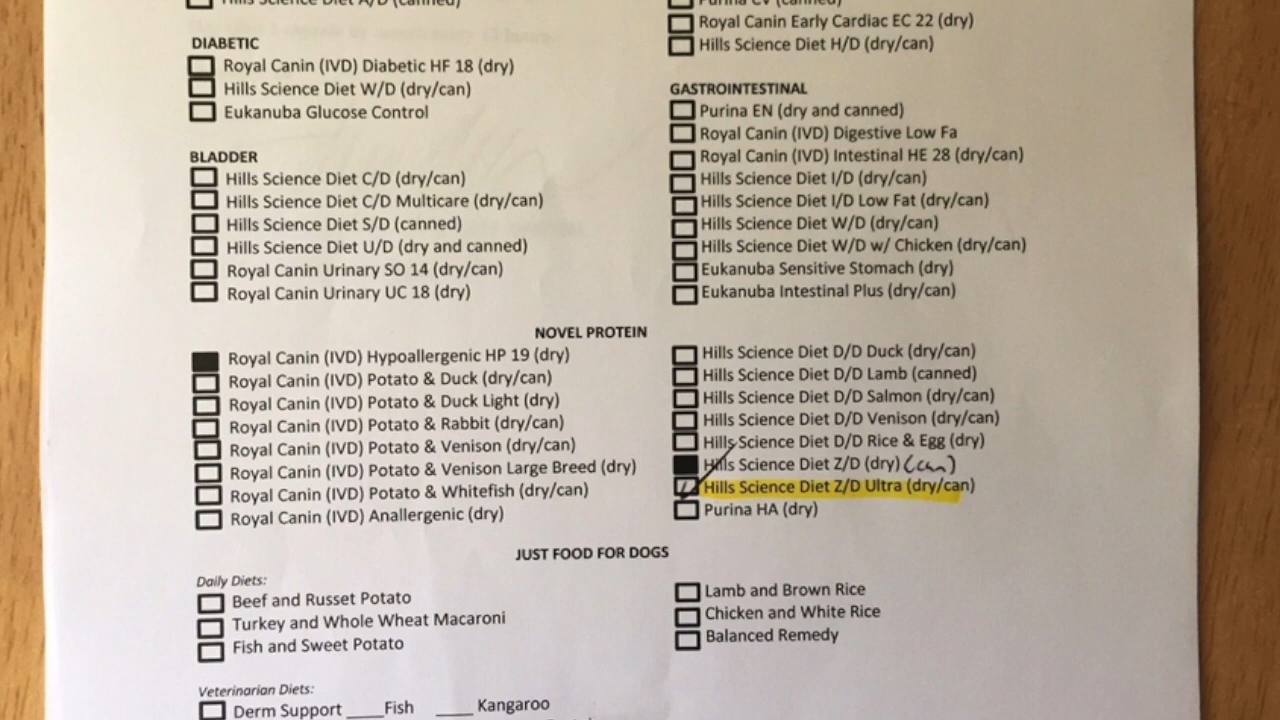 Hills Science Diet A/D (canned)
DIABETIC
Royal Canin (IVD) Diabetic HF 18 (dry)
Hills Science Diet W/D (dry/can)
Eukanuba Glucose Control
BLADDER
Hills Science Diet C/D (dry/can)
Hills Science Diet C/D Multicare (dry/can)
Hills Science Diet S/D (canned)
Hills Science Diet U/D (dry and canned)
Royal Canin Urinary SO 14 (dry/can)
Royal Canin Urinary UC 18 (dry)
Purina CV (canned)
Royal Canin Early Cardiac EC 22 (dry)
Hills Science Diet H/D (dry/can)
GASTROINTESTINAL
Purina EN (dry and canned)
Royal Canin (IVD) Digestive Low Fa
Royal Canin (IVD) Intestinal HE 28 (dry/can)
Hills Science Diet I/D (dry/can)
Hills Science Diet I/D Low Fat (dry/can)
Hills Science Diet W/D (dry/can)
Hills Science Diet W/D w/ Chicken (dry/can)
Eukanuba Sensitive Stomach (dry)
Eukanuba Intestinal Plus (dry/can)
NOVEL PROTEIN
Royal Canin (IVD) Hypoallergenic HP 19 (dry)
Royal Canin (IVD) Potato & Duck (dry/can)
Royal Canin (IVD) Potato & Duck Light (dry)
Royal Canin (IVD) Potato & Rabbit (dry/can)
Royal Canin (IVD) Potato & Venison (dry/can)
Royal Canin (IVD) Potato & Venison Large Breed (dry)
Royal Canin (IVD) Potato & Whitefish (dry/can)
Royal Canin (IVD) Anallergenic (dry)
Hills Science Diet D/D Duck (dry/can)
Hills Science Diet D/D Lamb (canned)
Hills Science Diet D/D Salmon (dry/can)
Hills Science Diet D/D Venison (dry/can)
Hills Science Diet D/D Rice & Egg (dry)
Hills Science Diet Z/D (dry) (can)
Hills Science Diet Z/D Ultra (dry/can)
Purina HA (dry)
JUST FOOD FOR DOGS
Daily Diets:
Beef and Russet Potato
Turkey and Whole Wheat Macaroni
Fish and Sweet Potato
Lamb and Brown Rice
Chicken and White Rice
Balanced Remedy
Veterinarian Diets:
Derm Support ____Fish ____ Kangaroo